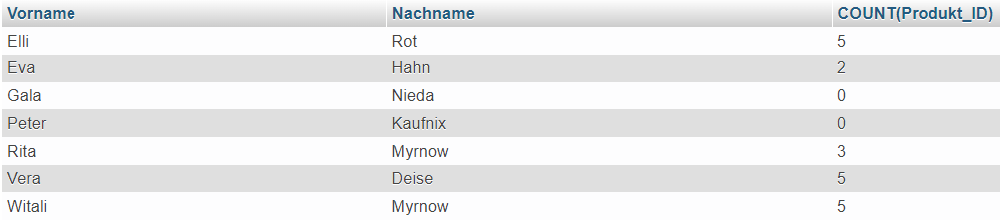 Vorname Nachname COUNT(Produkt_ID)
Elli Rot 5
Eva Hahn 2
Gala Nieda 0
Peter Kaufnix 0
Rita Myrnow 3
Vera Deise 5
Witali Myrnow 5